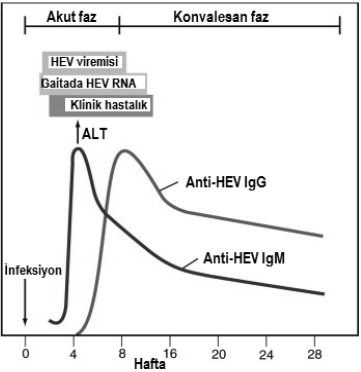 Akut faz
Konvalesan faz
HEV viremisi
Gaitada HEV RNA
Klinik hastalık
ALT
Anti-HEV IgG
Anti-HEV IgM
İnfeksiyon
0 4 8 16 20 24 28
Hafta